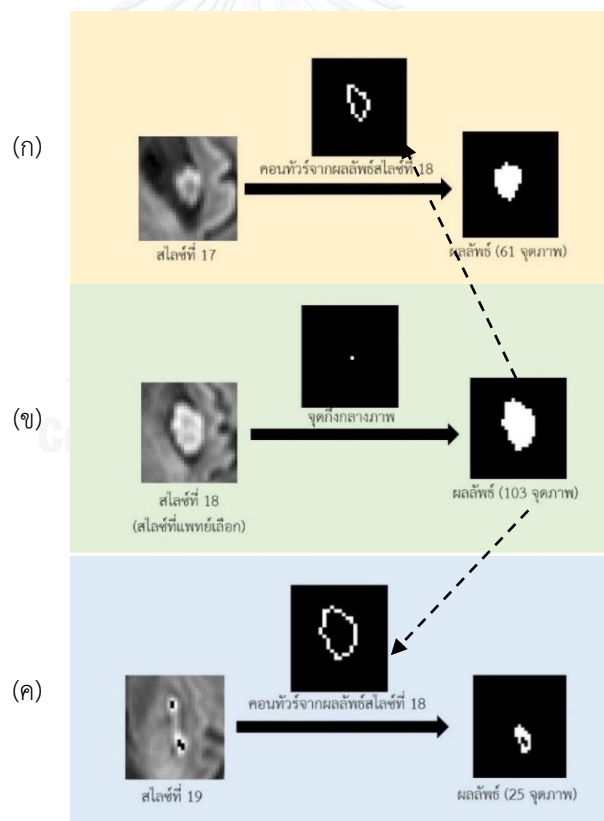 (ก)
คอนทัวร์จากผลลัพธ์สไลซ์ที่ 18
สไลซ์ที่ 17
ผลลัพธ์ (61 จุดภาพ)
(ข)
จุดกึ่งกลางภาพ
สไลซ์ที่ 18
(สไลซ์ที่แพทย์เลือก)
ผลลัพธ์ (103 จุดภาพ)
(ค)
คอนทัวร์จากผลลัพธ์สไลซ์ที่ 18
สไลซ์ที่ 19
ผลลัพธ์ (25 จุดภาพ)